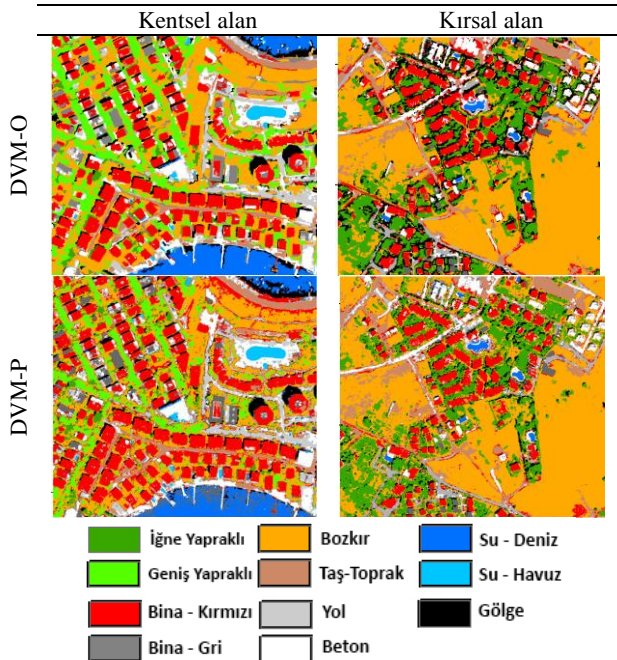 Kentsel alan Kırsal alan
DVM-O
DVM-P
İğne Yapraklı Bozkır Su - Deniz
Geniş Yapraklı Taş-Toprak Su - Havuz
Bina - Kırmızı Yol Gölge
Bina - Gri Beton